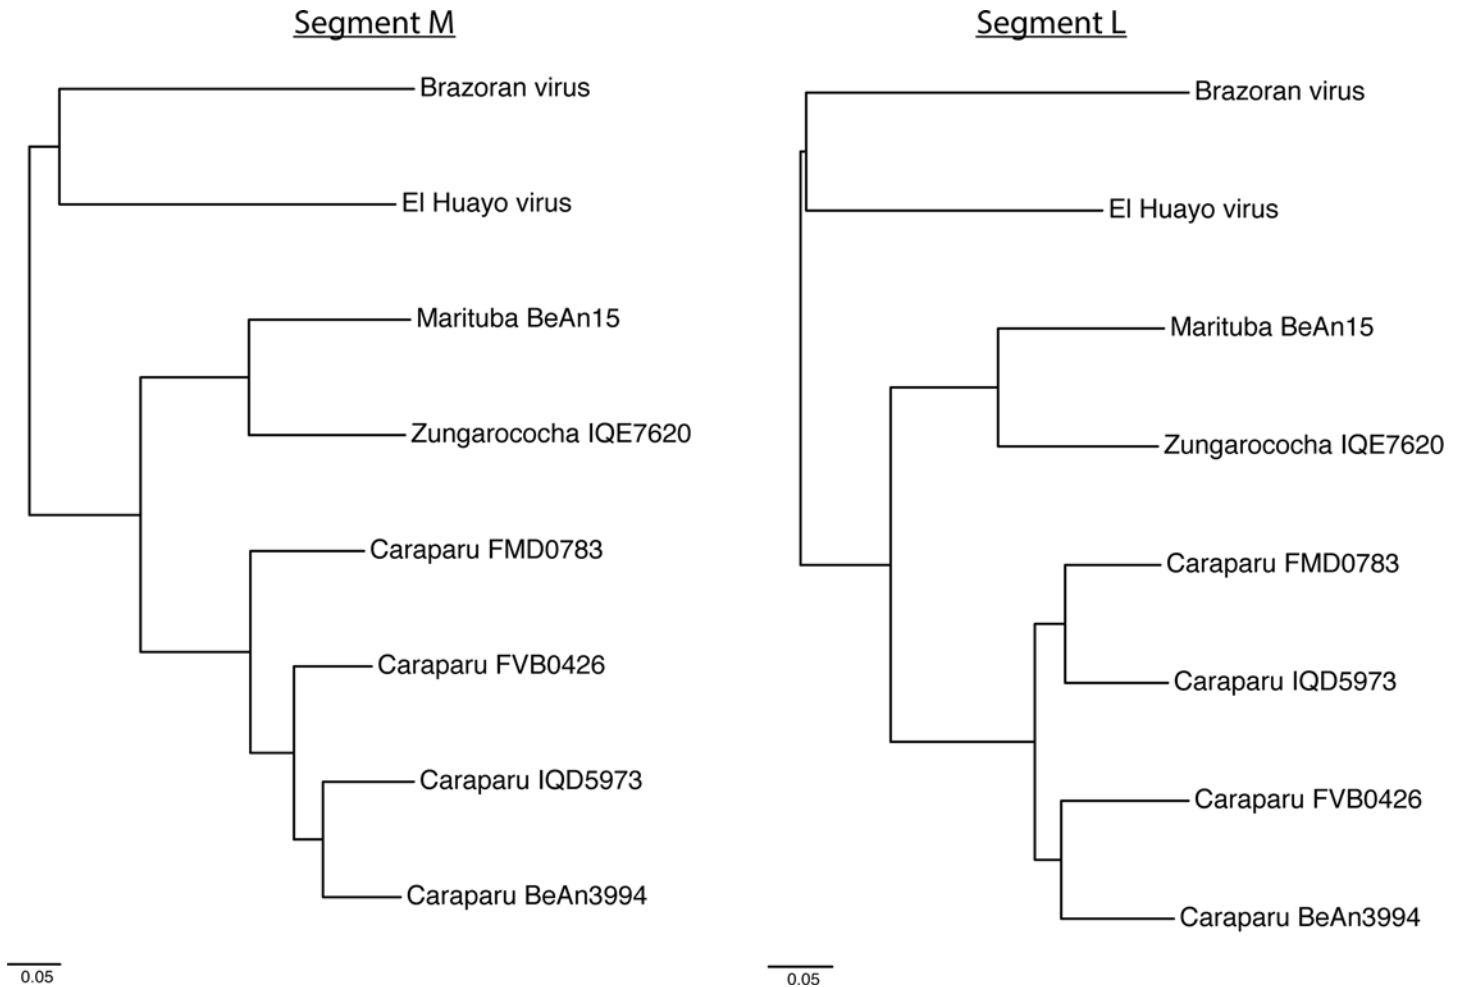 Segment M
Brazoran virus
El Huayo virus
Marituba BeAn15
Zungarococha IQE7620
Caraparu FMD0783
Caraparu FVB0426
Caraparu IQD5973
Caraparu BeAn3994
0.05
Segment L
Brazoran virus
El Huayo virus
Marituba BeAn15
Zungarococha IQE7620
Caraparu FMD0783
Caraparu IQD5973
Caraparu FVB0426
Caraparu BeAn3994
0.05